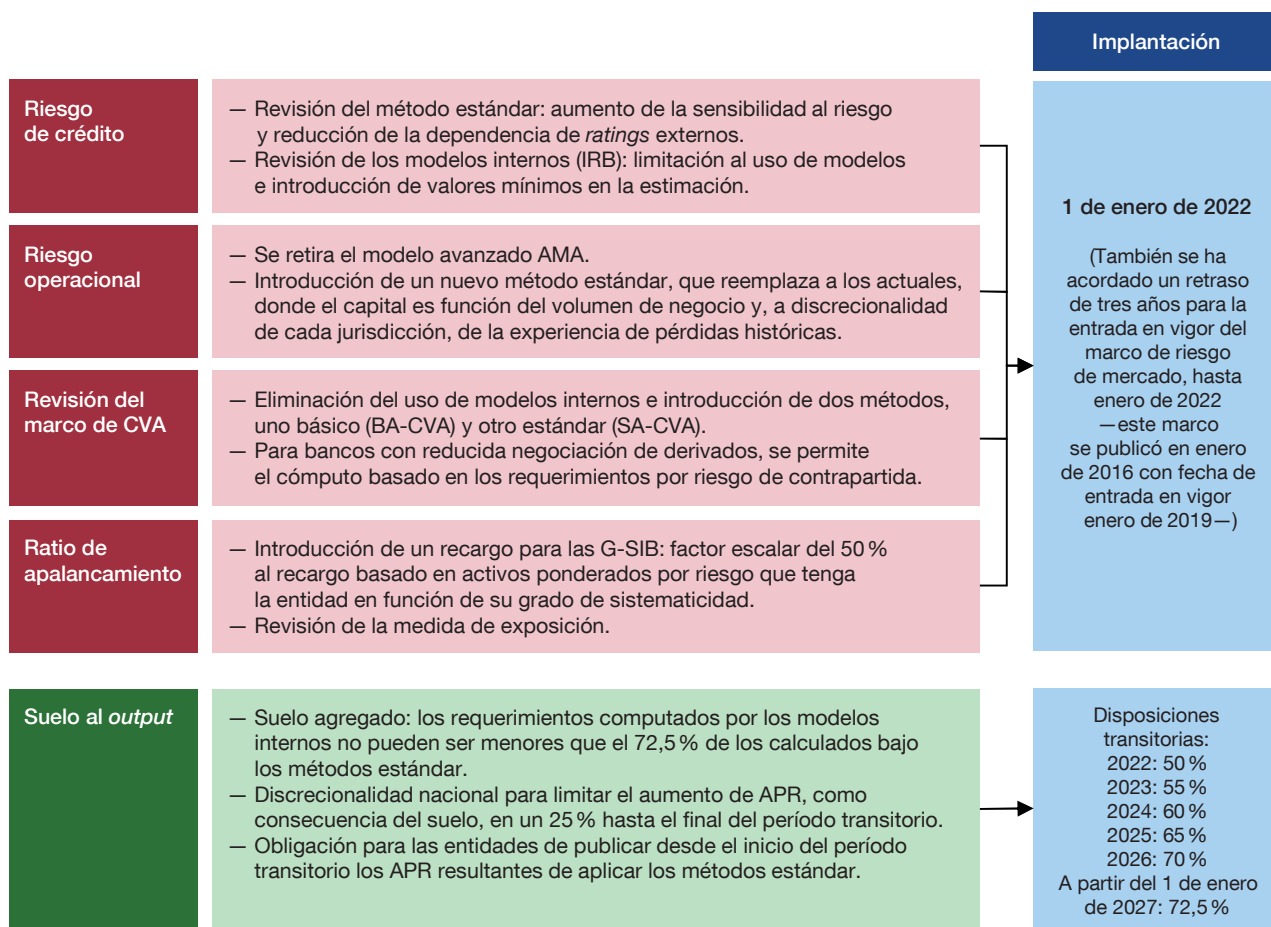 Implantación
Riesgo
de crédito
— Revisión del método estándar: aumento de la sensibilidad al riesgo
y reducción de la dependencia de ratings externos.
— Revisión de los modelos internos (IRB): limitación al uso de modelos
e introducción de valores mínimos en la estimación.
Riesgo
operacional
— Se retira el modelo avanzado AMA.
— Introducción de un nuevo método estándar, que reemplaza a los actuales,
donde el capital es función del volumen de negocio y, a discrecionalidad
de cada jurisdicción, de la experiencia de pérdidas históricas.
Revisión del
marco de CVA
— Eliminación del uso de modelos internos e introducción de dos métodos,
uno básico (BA-CVA) y otro estándar (SA-CVA).
— Para bancos con reducida negociación de derivados, se permite
el cómputo basado en los requerimientos por riesgo de contrapartida.
Ratio de
apalancamiento
— Introducción de un recargo para las G-SIB: factor escalar del 50 %
al recargo basado en activos ponderados por riesgo que tenga
la entidad en función de su grado de sistematicidad.
— Revisión de la medida de exposición.
1 de enero de 2022
(También se ha
acordado un retraso
de tres años para la
entrada en vigor del
marco de riesgo
de mercado, hasta
enero de 2022
—este marco
se publicó en enero
de 2016 con fecha de
entrada en vigor
enero de 2019—)
Suelo al output
— Suelo agregado: los requerimientos computados por los modelos
internos no pueden ser menores que el 72,5 % de los calculados bajo
los métodos estándar.
— Discrecionalidad nacional para limitar el aumento de APR, como
consecuencia del suelo, en un 25 % hasta el final del período transitorio.
— Obligación para las entidades de publicar desde el inicio del período
transitorio los APR resultantes de aplicar los métodos estándar.
Disposiciones
transitorias:
2022: 50 %
2023: 55 %
2024: 60 %
2025: 65 %
2026: 70 %
A partir del 1 de enero
de 2027: 72,5 %